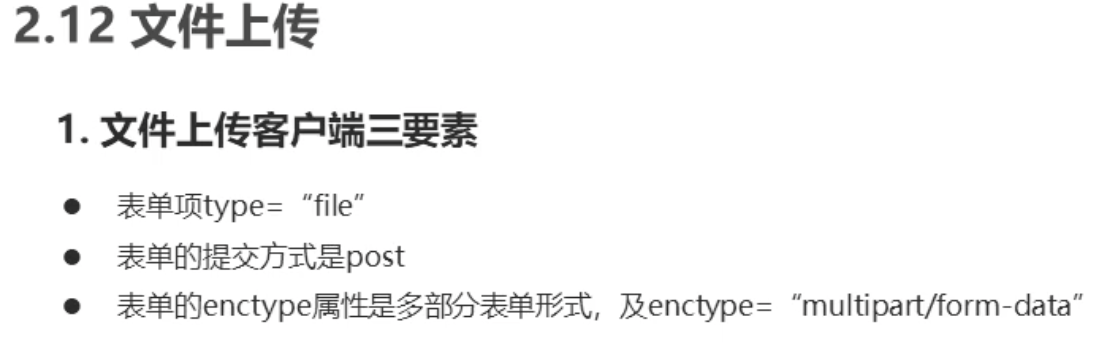 2.12 文件上传
1. 文件上传客户端三要素
● 表单项type=“file”
● 表单的提交方式是post
● 表单的enctype属性是多部分表单形式，及enctype=“multipart/form-data”